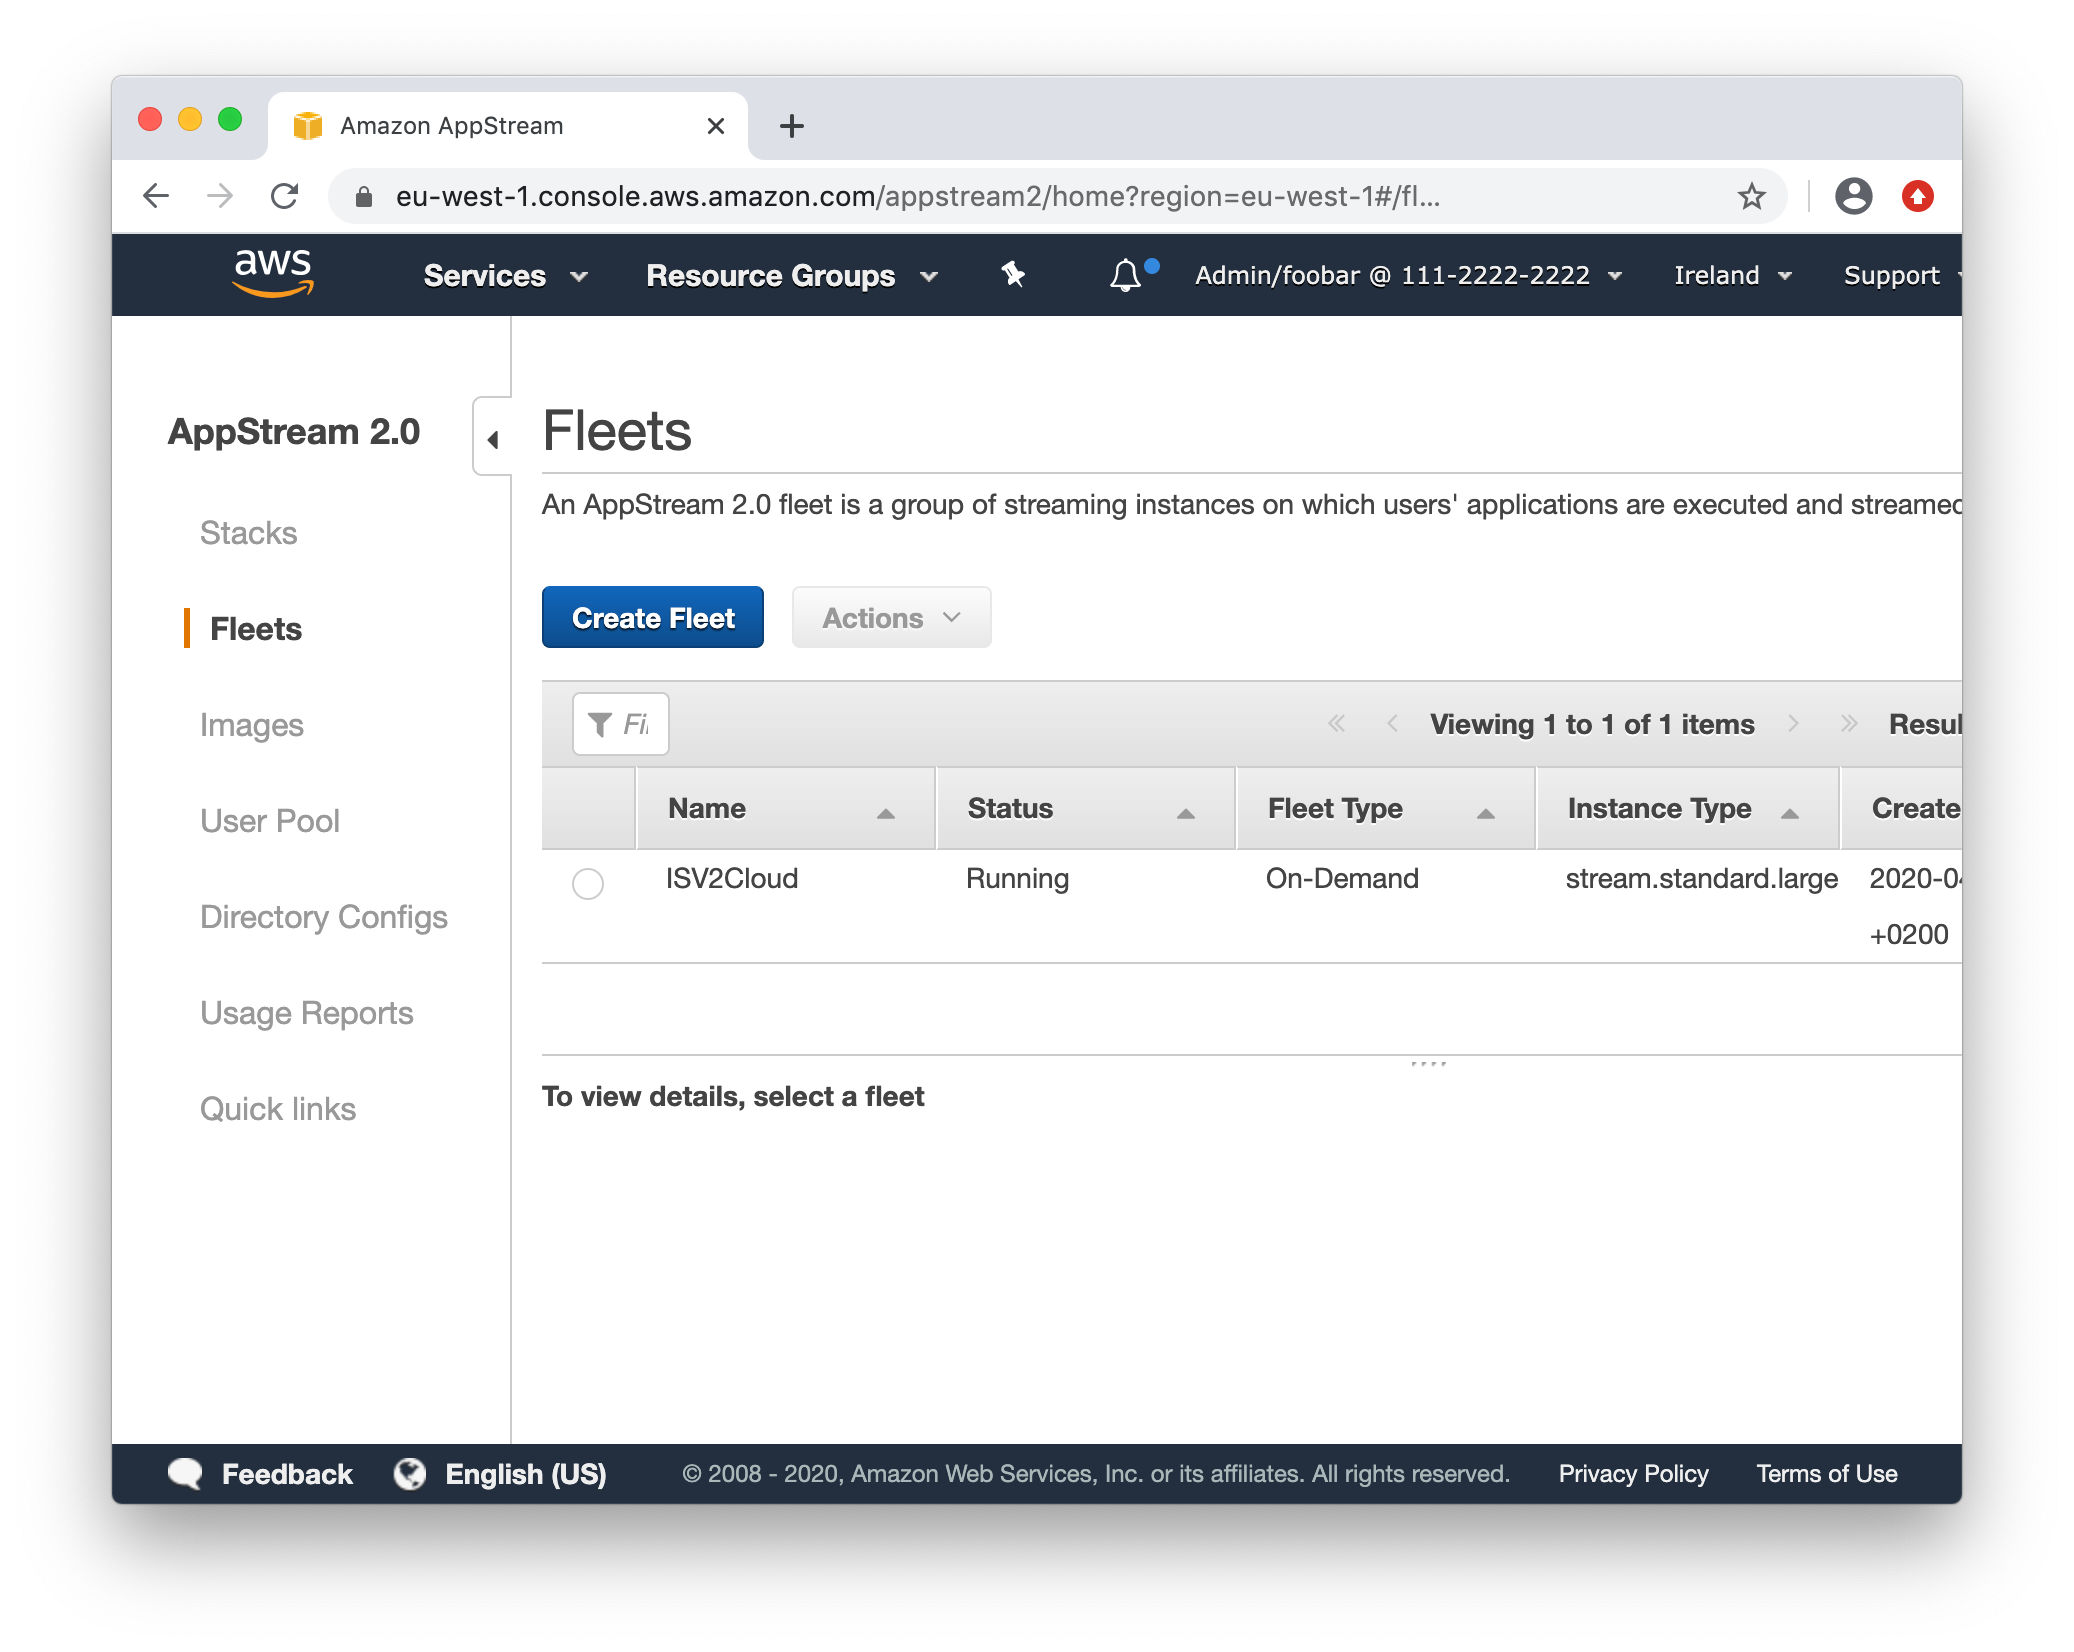 Amazon AppStream
eu-west-1.console.aws.amazon.com/appstream2/home?region=eu-west-1#/fl...
aws Services Resource Groups Admin/foobar @ 111-2222-2222 Ireland Support
AppStream 2.0
Stacks
Fleets
Images
User Pool
Directory Configs
Usage Reports
Quick links
Fleets
An AppStream 2.0 fleet is a group of streaming instances on which users' applications are executed and streamed
Create Fleet Actions
Viewing 1 to 1 of 1 items
Name Status Fleet Type Instance Type Create
ISV2Cloud Running On-Demand stream.standard.large 2020-04
+0200
To view details, select a fleet
Feedback English (US) © 2008 - 2020, Amazon Web Services, Inc. or its affiliates. All rights reserved. Privacy Policy Terms of Use